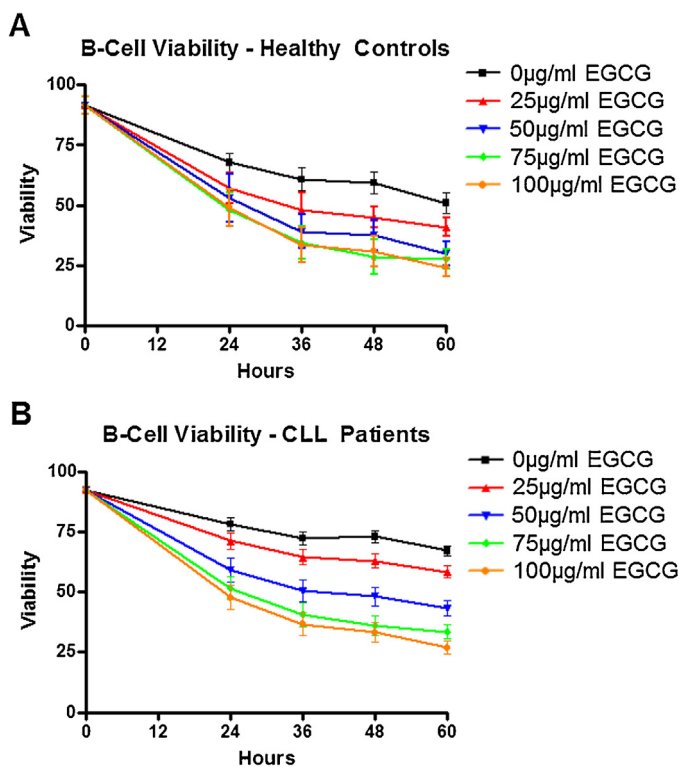 A
B-Cell Viability - Healthy Controls
0µg/ml EGCG
25µg/ml EGCG
50µg/ml EGCG
75µg/ml EGCG
100µg/ml EGCG
Viability
100
75
50
25
0
0 12 24 36 48 60
Hours
B
B-Cell Viability - CLL Patients
0µg/ml EGCG
25µg/ml EGCG
50µg/ml EGCG
75µg/ml EGCG
100µg/ml EGCG
Viability
100
75
50
25
0
0 12 24 36 48 60
Hours